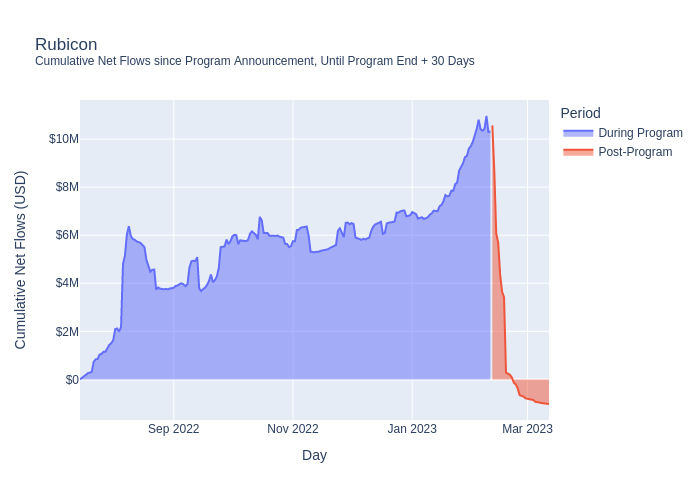 Rubicon
Cumulative Net Flows since Program Announcement, Until Program End + 30 Days
Period
During Program
Post-Program
Cumulative Net Flows (USD)
$10M
$8M
$6M
$4M
$2M
$0
Sep 2022
Nov 2022
Jan 2023
Mar 2023
Day